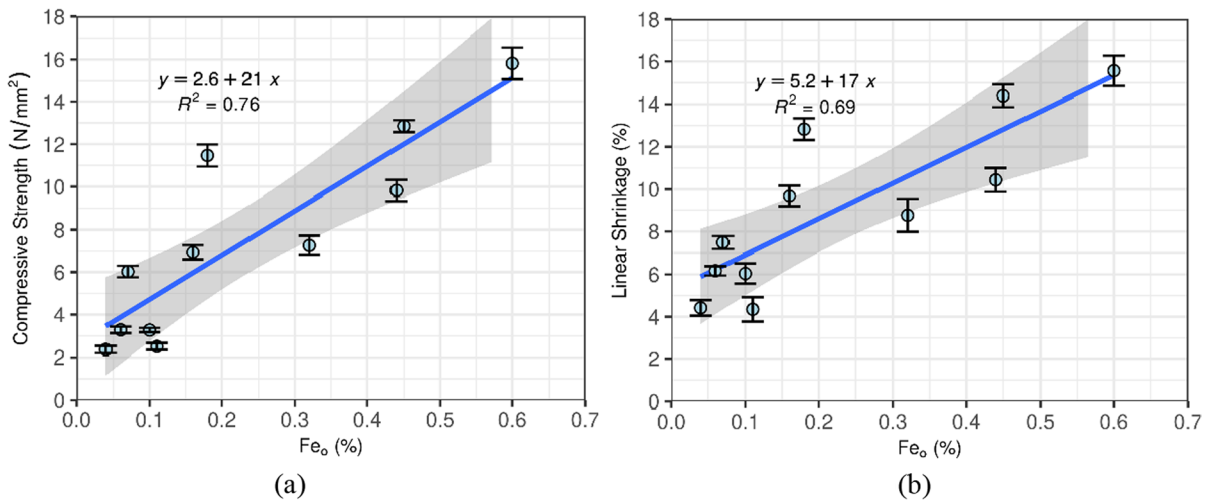 18
16
14
12
10
8
6
4
2
0
Compressive Strength (N/mm²)
y = 2.6 + 21 x
R² = 0.76
0.0 0.1 0.2 0.3 0.4 0.5 0.6 0.7
Feₒ (%)
(a)
18
16
14
12
10
8
6
4
2
0
Linear Shrinkage (%)
y = 5.2 + 17 x
R² = 0.69
0.0 0.1 0.2 0.3 0.4 0.5 0.6 0.7
Feₒ (%)
(b)